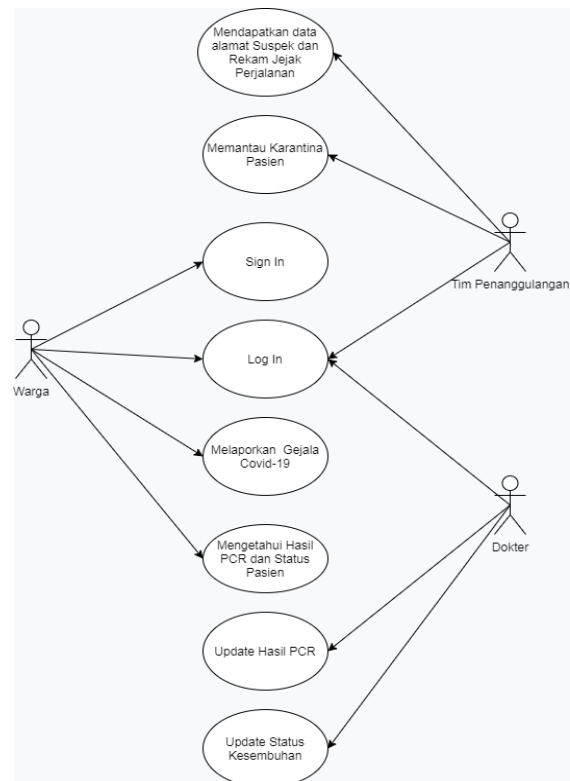 Mendapatkan data
alamat Suspek dan
Rekam Jejak
Perjalanan
Memantau Karantina
Pasien
Sign In
Tim Penanggulangan
Log In
Warga
Melaporkan Gejala
Covid-19
Mengetahui Hasil
PCR dan Status
Pasien
Dokter
Update Hasil PCR
Update Status
Kesembuhan